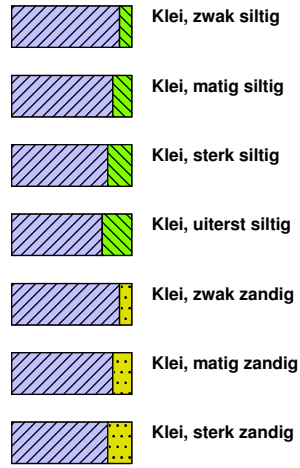 Klei, zwak siltig
Klei, matig siltig
Klei, sterk siltig
Klei, uiterst siltig
Klei, zwak zandig
Klei, matig zandig
Klei, sterk zandig